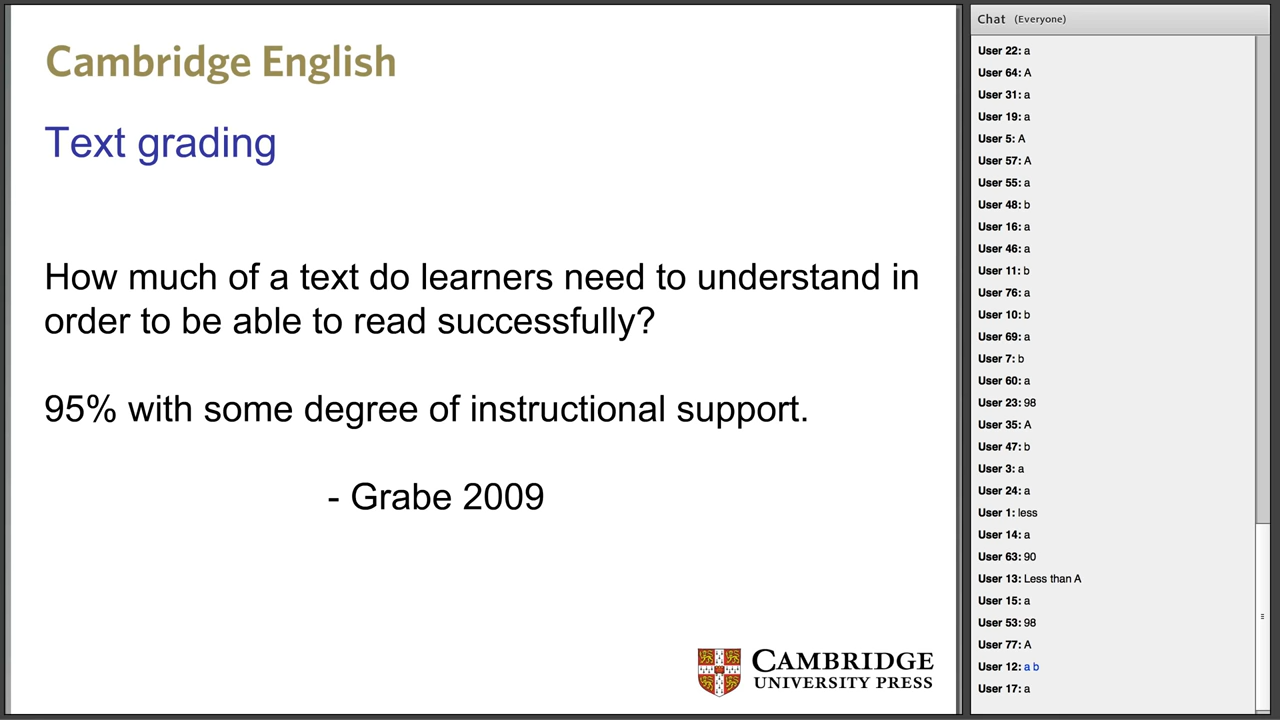 Cambridge English
Text grading
How much of a text do learners need to understand in
order to be able to read successfully?
95% with some degree of instructional support.
- Grabe 2009
CAMBRIDGE
UNIVERSITY PRESS
Chat (Everyone)
User 22: a
User 64: A
User 31: a
User 19: a
User 5: A
User 57: A
User 55: a
User 48: b
User 16: a
User 46: a
User 11: b
User 76: a
User 10: b
User 69: a
User 7: b
User 60: a
User 23: 98
User 35: A
User 47: b
User 3: a
User 24: a
User 1: less
User 14: a
User 63: 90
User 13: Less than A
User 15: a
User 53: 98
User 77: A
User 12: a b
User 17: a